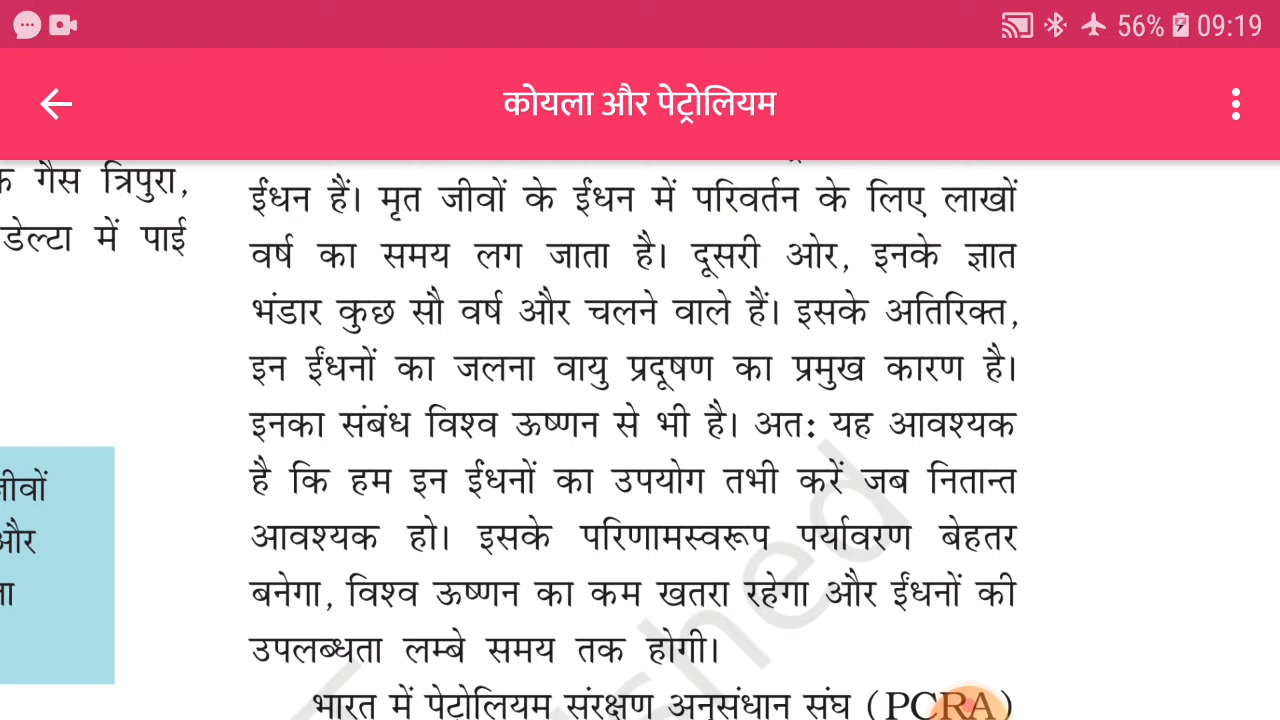 56% 09:19
कोयला और पेट्रोलियम
गैस त्रिपुरा,
डेल्टा में पाई
जीवों
और
ईंधन हैं। मृत जीवों के ईंधन में परिवर्तन के लिए लाखों
वर्ष का समय लग जाता है। दूसरी ओर, इनके ज्ञात
भंडार कुछ सौ वर्ष और चलने वाले हैं। इसके अतिरिक्त,
इन ईंधनों का जलना वायु प्रदूषण का प्रमुख कारण है।
इनका संबंध विश्व ऊष्णन से भी है। अत: यह आवश्यक
है कि हम इन ईंधनों का उपयोग तभी करें जब नितान्त
आवश्यक हो। इसके परिणामस्वरूप पर्यावरण बेहतर
बनेगा, विश्व ऊष्णन का कम खतरा रहेगा और ईंधनों की
उपलब्धता लम्बे समय तक होगी।
भारत में पेट्रोलियम संरक्षण अनुसंधान संघ (PCRA)